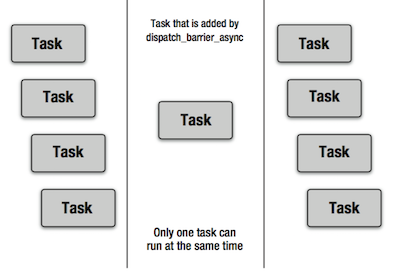 Task
Task
Task
Task
Task that is added by
dispatch_barrier_async
Task
Only one task can
run at the same time
Task
Task
Task
Task